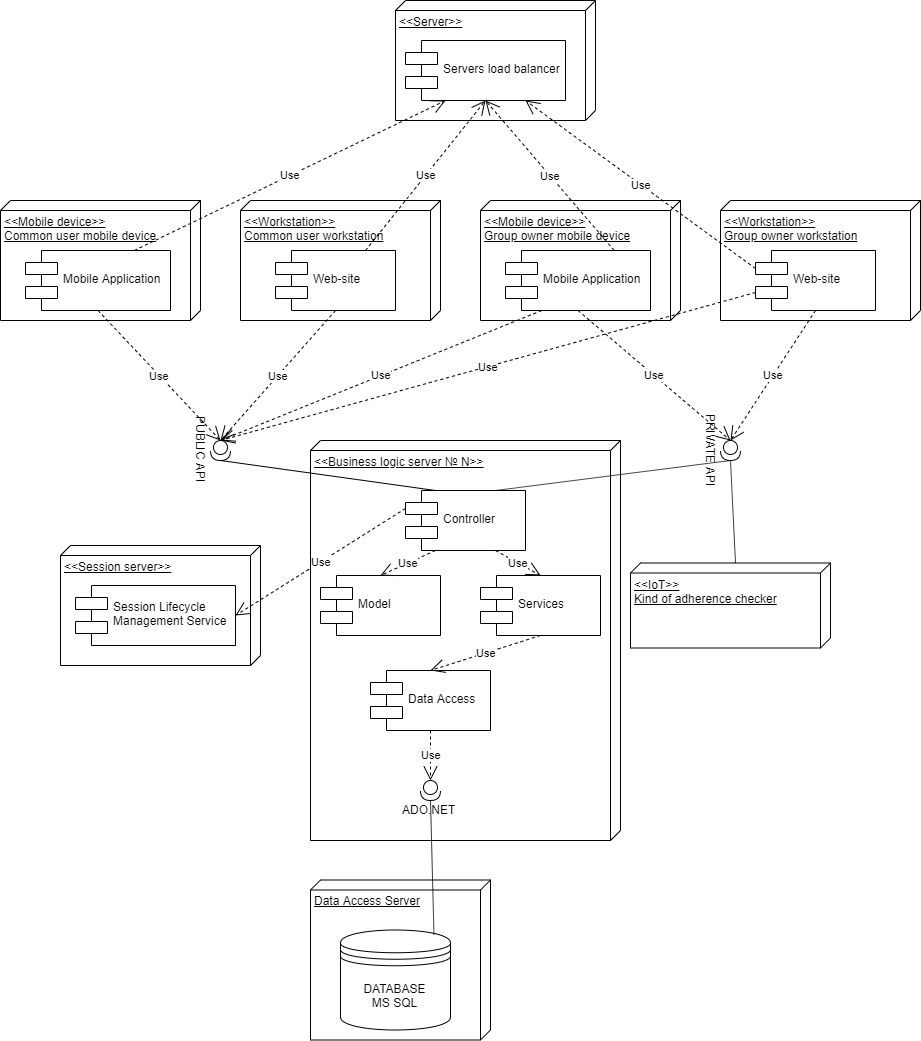 <<Server>>
Servers load balancer
Use
Use
Use
Use
<<Mobile device>>
Common user mobile device
Mobile Application
<<Workstation>>
Common user workstation
Web-site
<<Mobile device>>
Group owner mobile device
Mobile Application
<<Workstation>>
Group owner workstation
Web-site
Use
Use
Use
Use
Use
Use
PUBLIC API
PRIVATE API
<<Business logic server № N>>
Controller
Use
Use
Use
<<Session server>>
Session Lifecycle
Management Service
Model
Services
<<IoT>>
Kind of adherence checker
Use
Data Access
Use
ADO.NET
Data Access Server
DATABASE
MS SQL